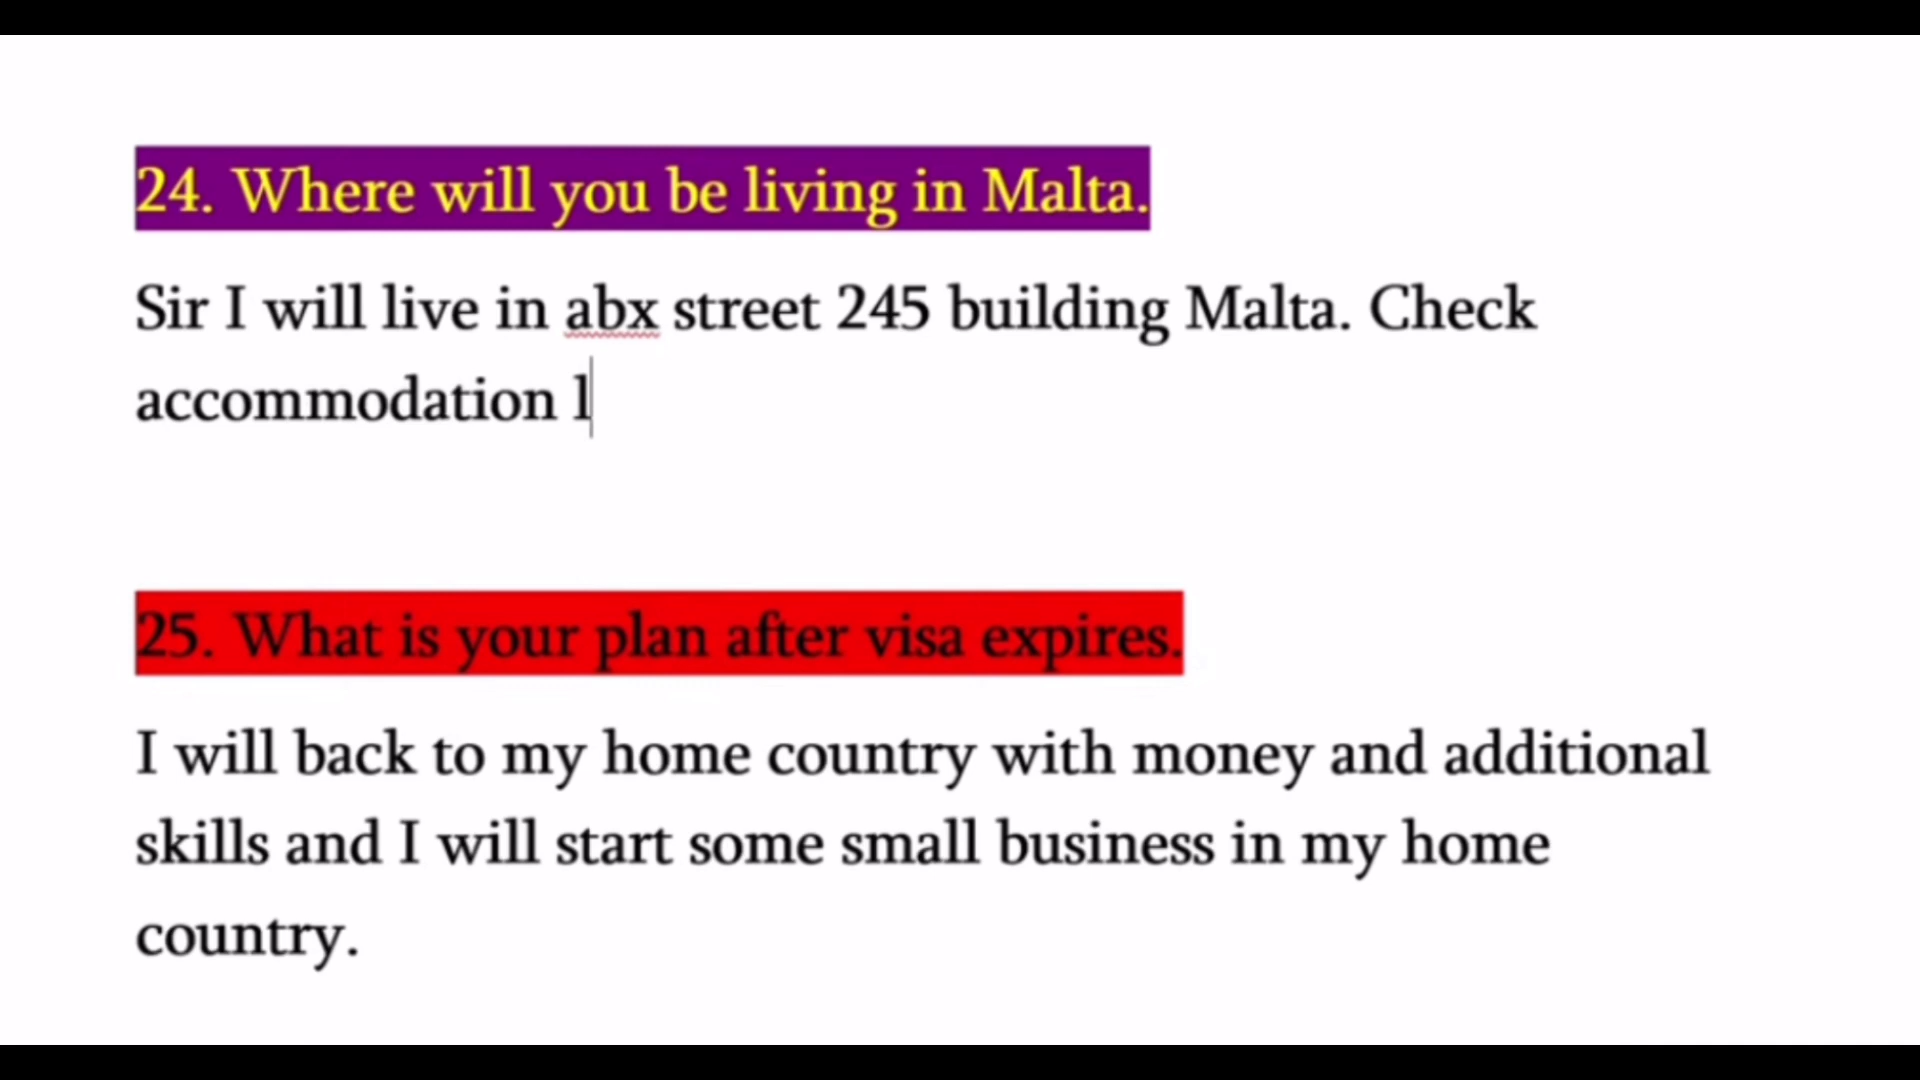 24. Where will you be living in Malta.
Sir I will live in abx street 245 building Malta. Check
accommodation l
25. What is your plan after visa expires.
I will back to my home country with money and additional
skills and I will start some small business in my home
country.